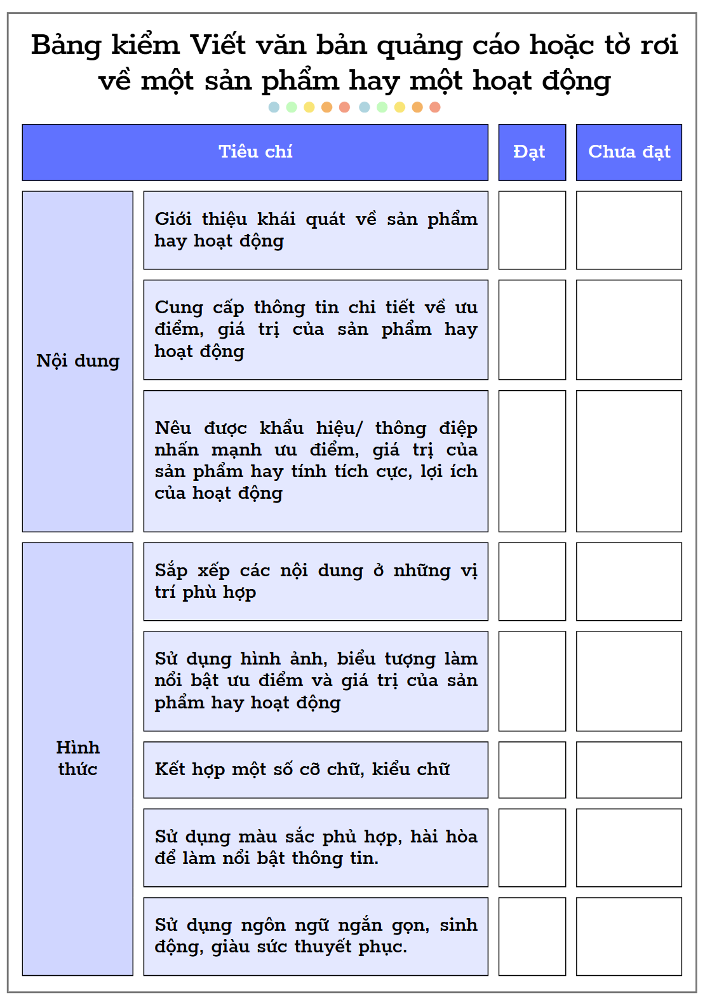 Bảng kiểm Viết văn bản quảng cáo hoặc tờ rơi
về một sản phẩm hay một hoạt động
Tiêu chí
Đạt
Chưa đạt
Nội dung
Giới thiệu khái quát về sản phẩm
hay hoạt động
Cung cấp thông tin chi tiết về ưu
điểm, giá trị của sản phẩm hay
hoạt động
Nêu được khẩu hiệu/ thông điệp
nhấn mạnh ưu điểm, giá trị của
sản phẩm hay tính tích cực, lợi ích
của hoạt động
Hình
thức
Sắp xếp các nội dung ở những vị
trí phù hợp
Sử dụng hình ảnh, biểu tượng làm
nổi bật ưu điểm và giá trị của sản
phẩm hay hoạt động
Kết hợp một số cỡ chữ, kiểu chữ
Sử dụng màu sắc phủ hợp, hài hòa
để làm nổi bật thông tin.
Sử dụng ngôn ngữ ngắn gọn, sinh
động, giàu sức thuyết phục.